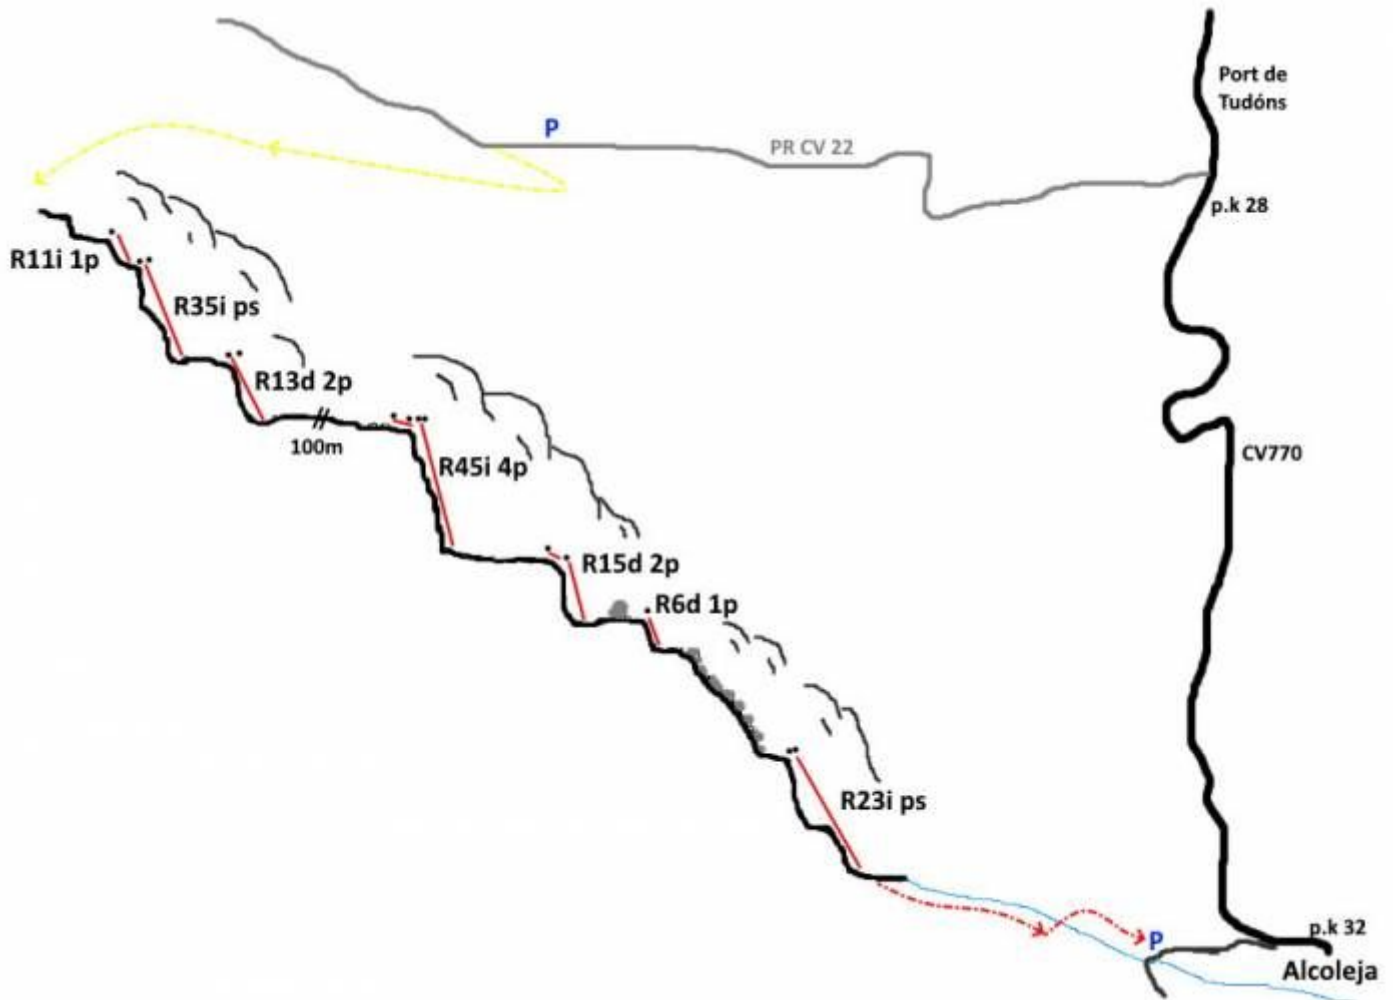 Port de
Tudóns
P
PR CV 22
p.k 28
R11i 1p
R35i ps
R13d 2p
100m
CV770
R45i 4p
R15d 2p
R6d 1p
R23i ps
p.k 32
P
Alcoleja